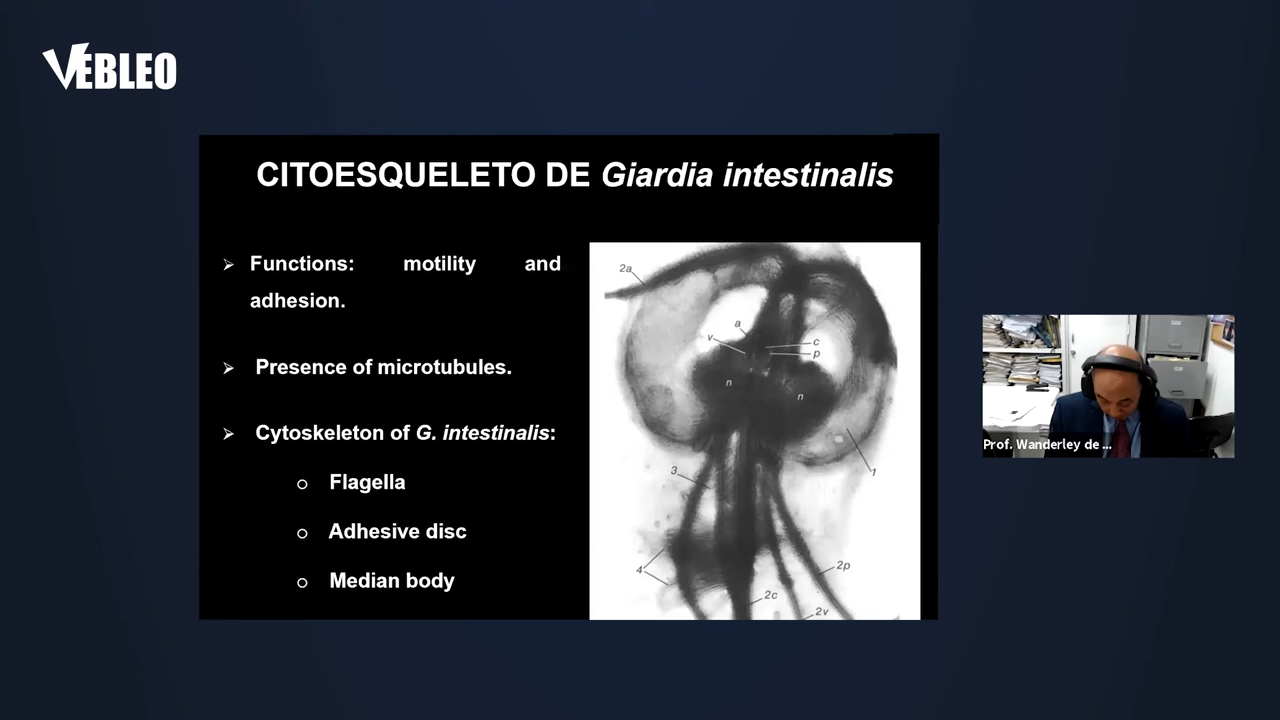 VEBLEO
CITOESQUELETO DE Giardia intestinalis
Functions: motility and
adhesion.
Presence of microtubules.
Cytoskeleton of G. intestinalis:
Flagella
Adhesive disc
Median body
2a
a
v
c
p
n
n
3
1
4
2p
2c
2v
Prof. Wanderley de ...